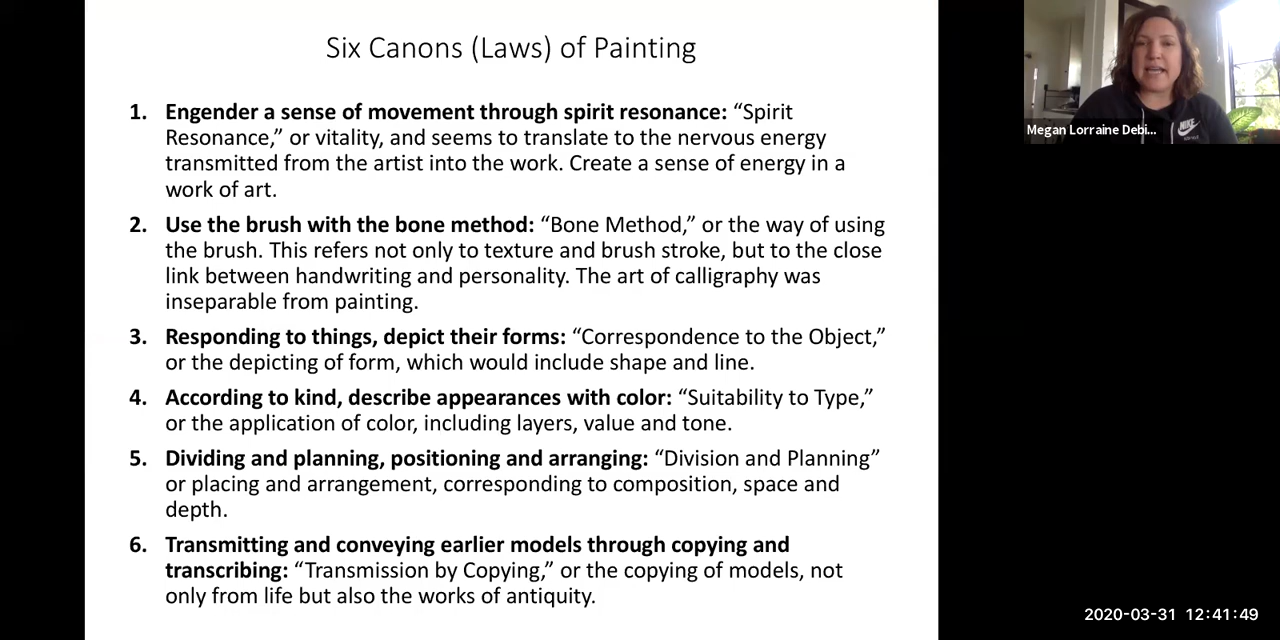 Six Canons (Laws) of Painting
1. Engender a sense of movement through spirit resonance: “Spirit
Resonance,” or vitality, and seems to translate to the nervous energy
transmitted from the artist into the work. Create a sense of energy in a
work of art.
2. Use the brush with the bone method: “Bone Method,” or the way of using
the brush. This refers not only to texture and brush stroke, but to the close
link between handwriting and personality. The art of calligraphy was
inseparable from painting.
3. Responding to things, depict their forms: “Correspondence to the Object,”
or the depicting of form, which would include shape and line.
4. According to kind, describe appearances with color: “Suitability to Type,”
or the application of color, including layers, value and tone.
5. Dividing and planning, positioning and arranging: “Division and Planning”
or placing and arrangement, corresponding to composition, space and
depth.
6. Transmitting and conveying earlier models through copying and
transcribing: “Transmission by Copying,” or the copying of models, not
only from life but also the works of antiquity.
Megan Lorraine Debi...
NIKE
2020-03-31 12:41:49